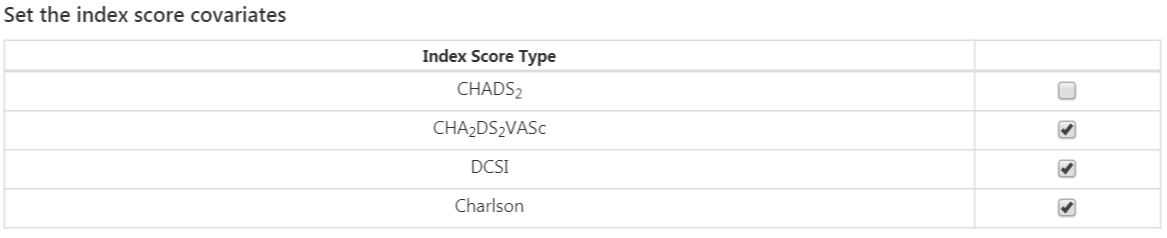 Set the index score covariates
Index Score Type
CHADS₂
CHA₂DS₂VASc
DCSI
Charlson